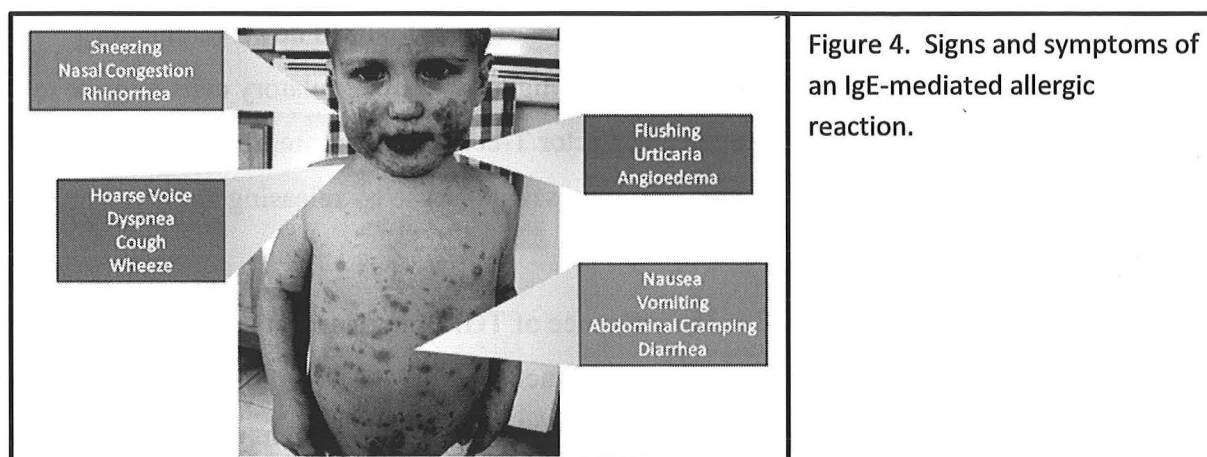 Sneezing
Nasal Congestion
Rhinorrhea
Hoarse Voice
Dyspnea
Cough
Wheeze
Flushing
Urticaria
Angioedema
Nausea
Vomiting
Abdominal Cramping
Diarrhea
Figure 4. Signs and symptoms of
an IgE-mediated allergic
reaction.